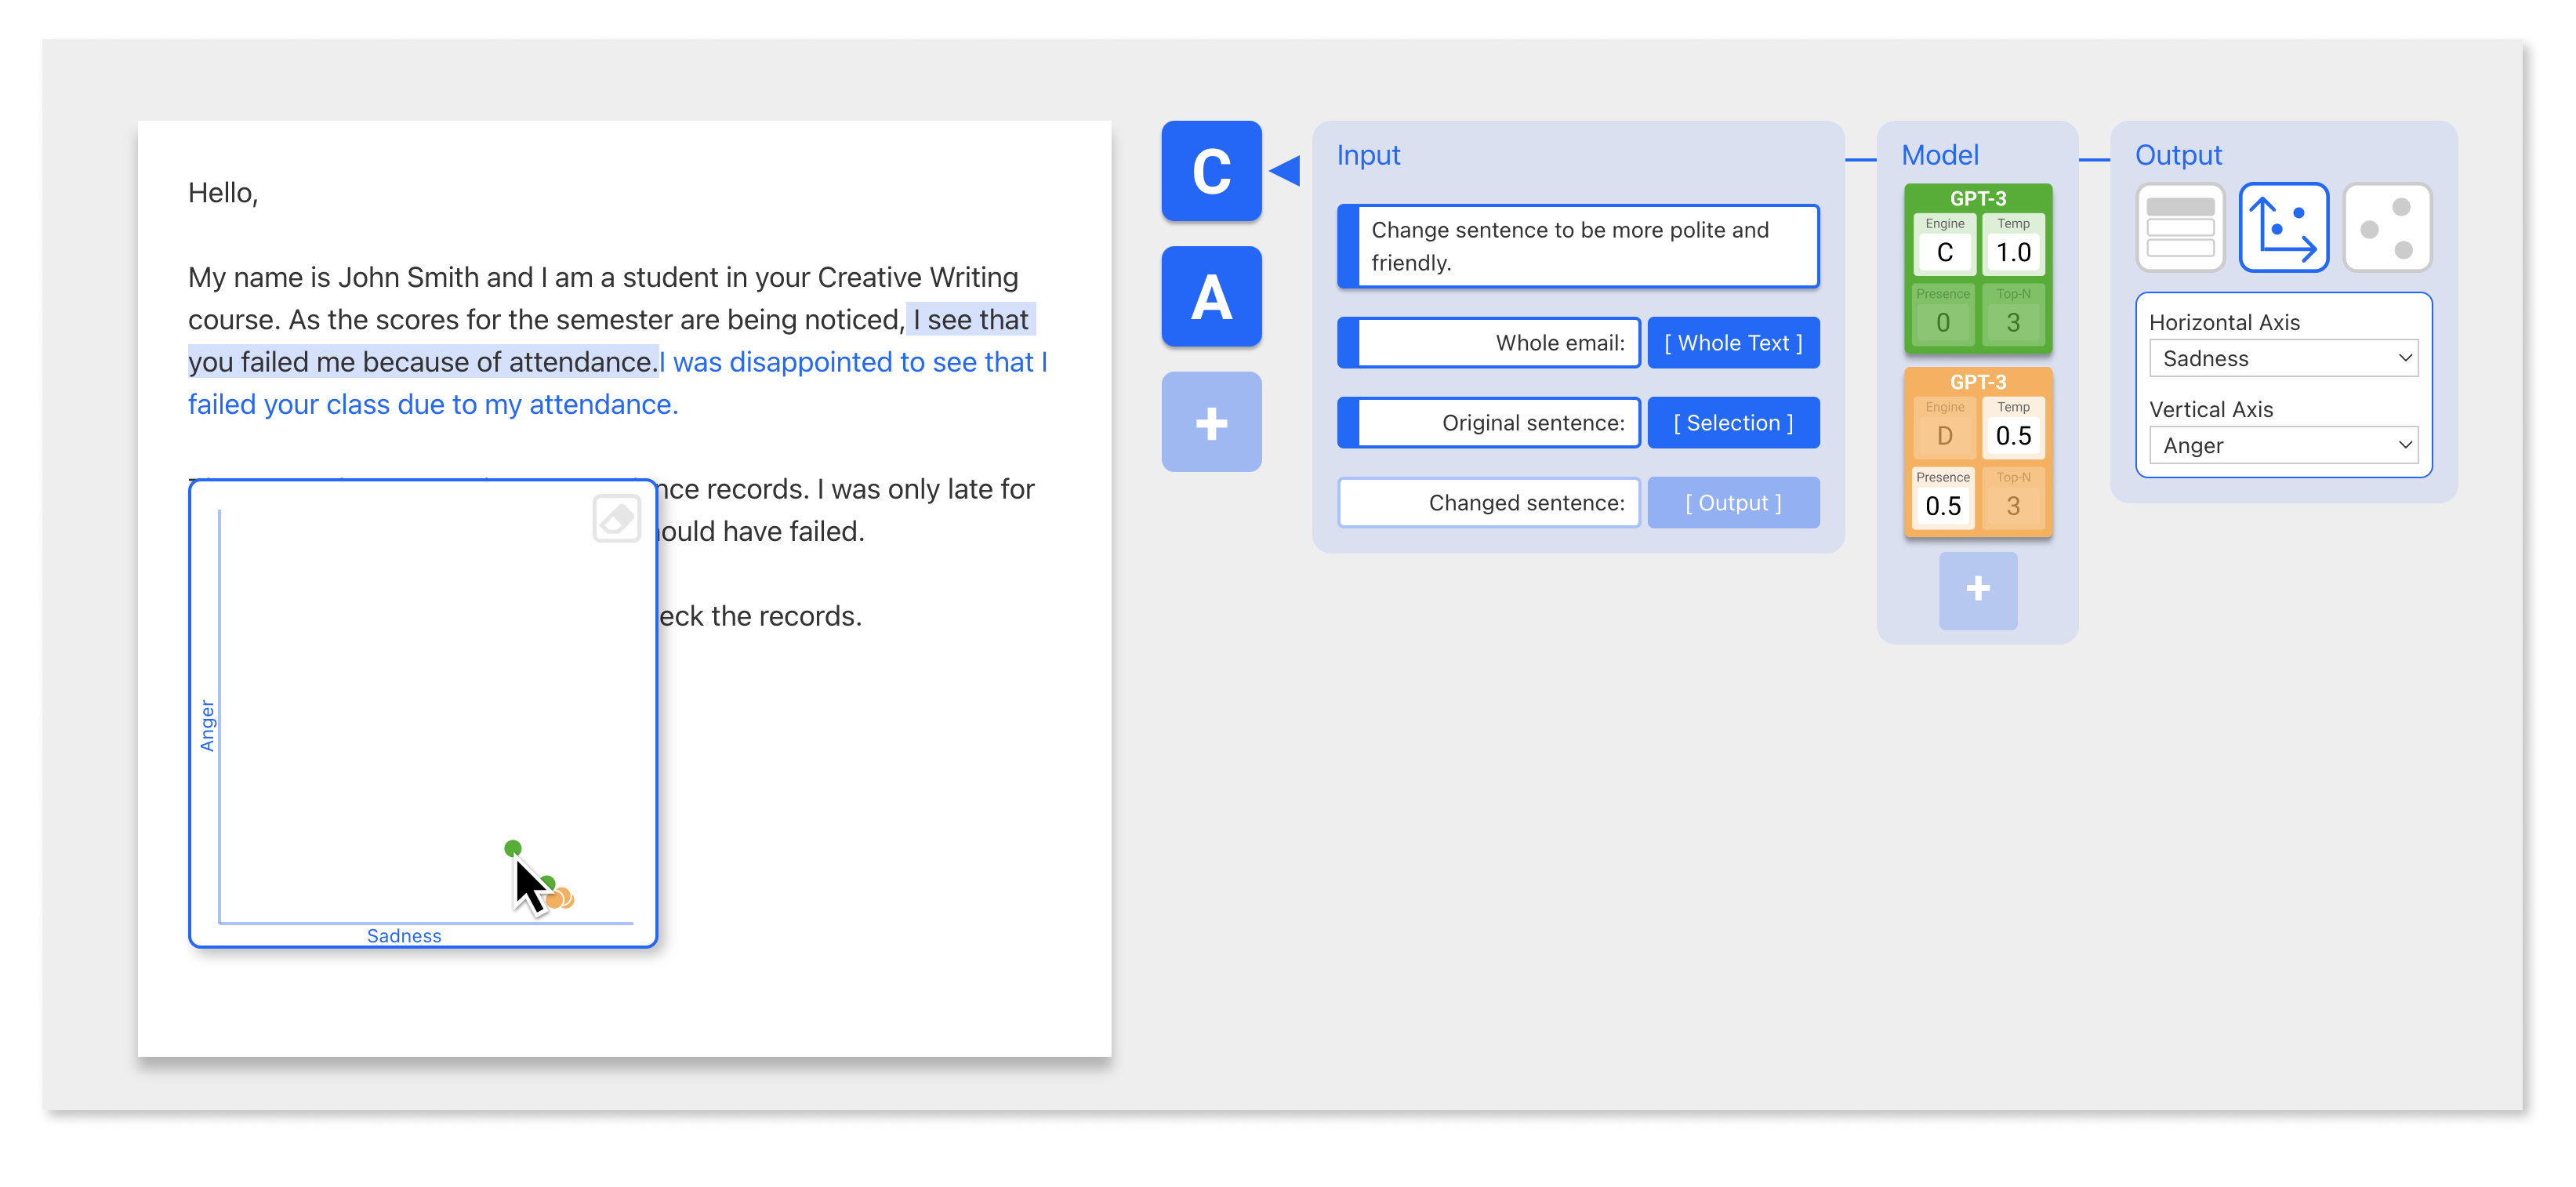 Hello,
My name is John Smith and I am a student in your Creative Writing
course. As the scores for the semester are being noticed, I see that
you failed me because of attendance.I was disappointed to see that I
failed your class due to my attendance.
nce records. I was only late for
ould have failed.
eck the records.
Anger
Sadness
C
A
Input
Change sentence to be more polite and
friendly.
Whole email: [ Whole Text ]
Original sentence: [ Selection ]
Changed sentence: [ Output ]
Model
GPT-3
Engine Temp
C 1.0
Presence Top-N
0 3
GPT-3
Engine Temp
D 0.5
Presence Top-N
0.5 3
Output
Horizontal Axis
Sadness
Vertical Axis
Anger